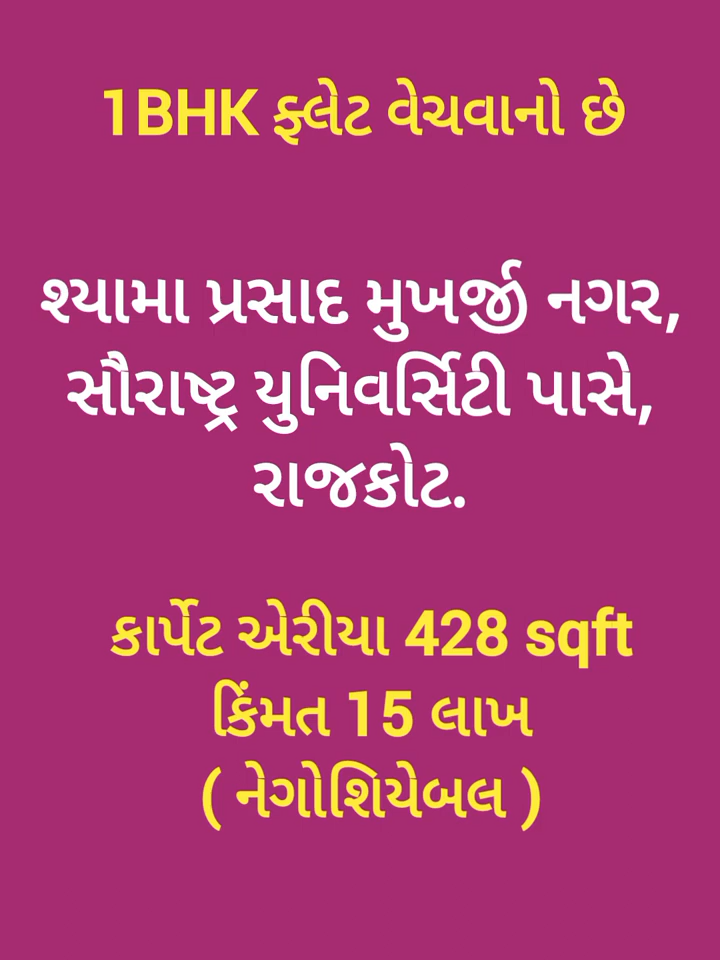 1BHK ફ્લેટ વેચવાનો છે
શ્યામા પ્રસાદ મુખર્જી નગર,
સૌરાષ્ટ્ર યુનિવર્સિટી પાસે,
રાજકોટ.
કાર્પેટ એરીયા 428 sqft
કિંમત 15 લાખ
( નેગોશિયેબલ )